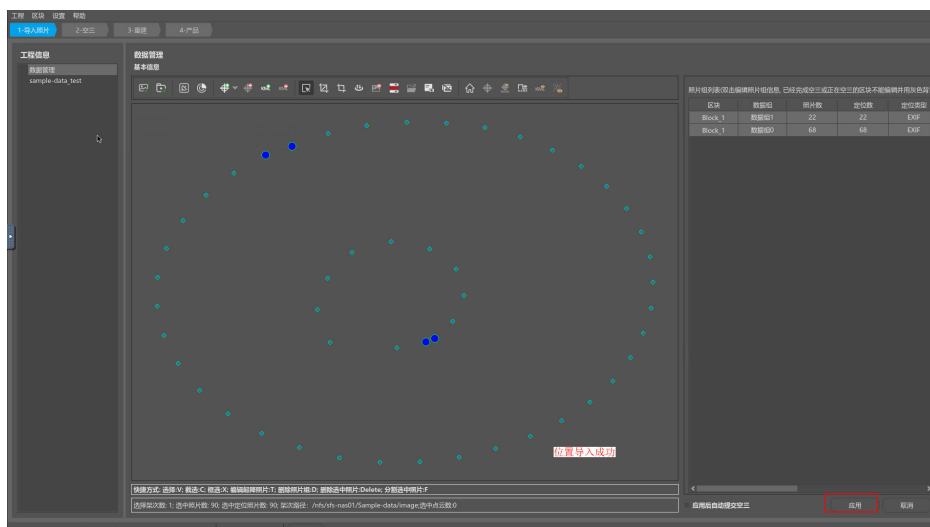 工程 区块 设置 帮助
1-导入照片 2-空三 3-重建 4-产品
工程信息
数据管理
sample-data_test
数据管理
基本信息
照片组列表(双击编辑照片组信息, 已经完成空三或正在空三的区块不能编辑并用灰色背
区块 数据组 照片数 定位数 定位类型
Block_1 数据组1 22 22 EXIF
Block_1 数据组0 68 68 EXIF
位置导入成功
快捷方式: 选择:V; 截选:C; 框选:X; 编辑起降照片:T; 删除照片组:D; 删除选中照片:Delete; 分割选中照片:F
选择架次数: 1; 选中照片数: 90; 选中定位照片数: 90; 架次路径: /nfs/sfs-nas01/Sample-data/image;选中点云数:0
应用后自动提交空三 应用 取消